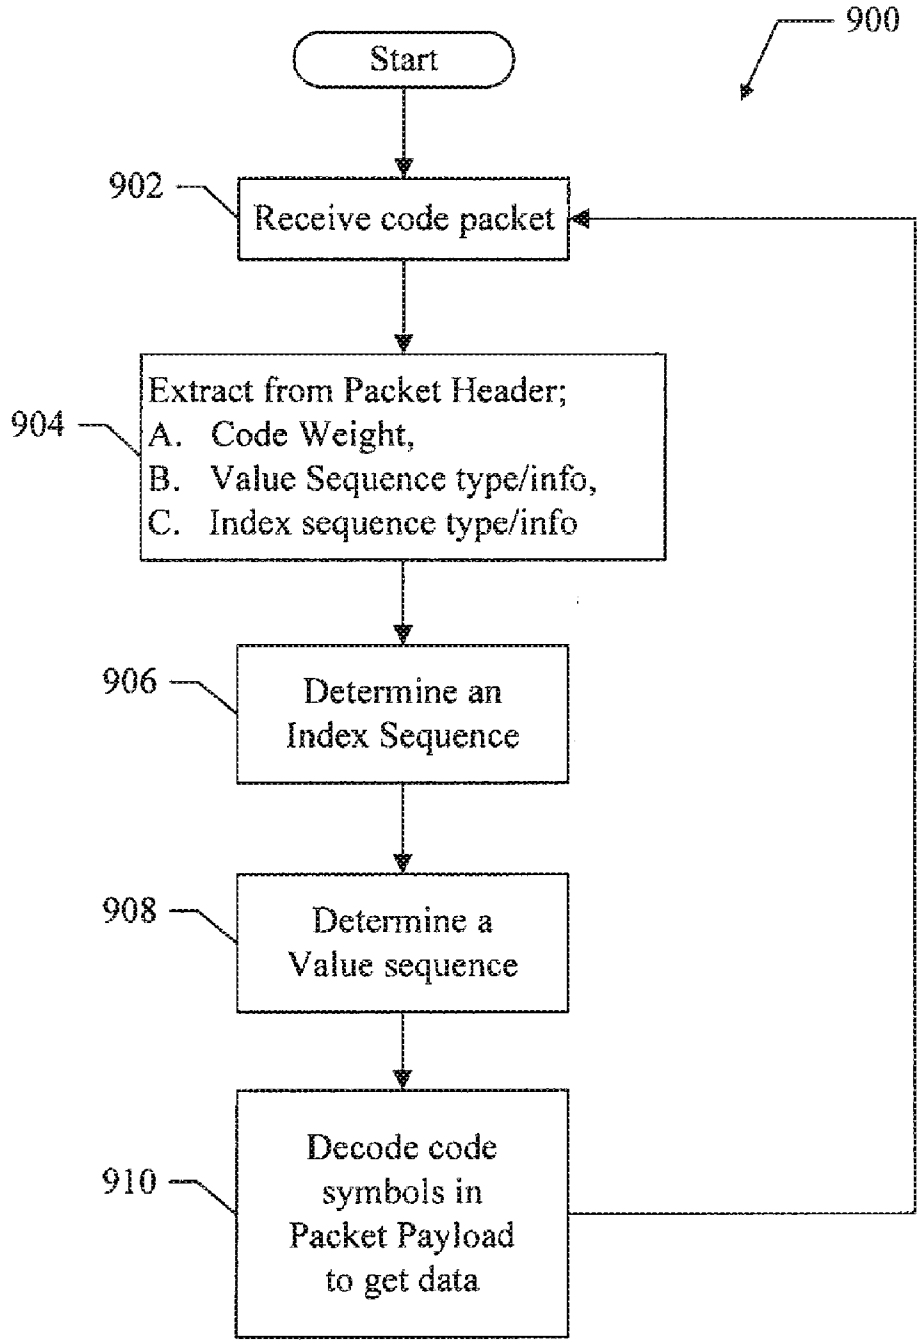 900
Start
902
Receive code packet
Extract from Packet Header;
904
A. Code Weight,
B. Value Sequence type/info,
C. Index sequence type/info
906
Determine an
Index Sequence
908
Determine a
Value sequence
910
Decode code
symbols in
Packet Payload
to get data